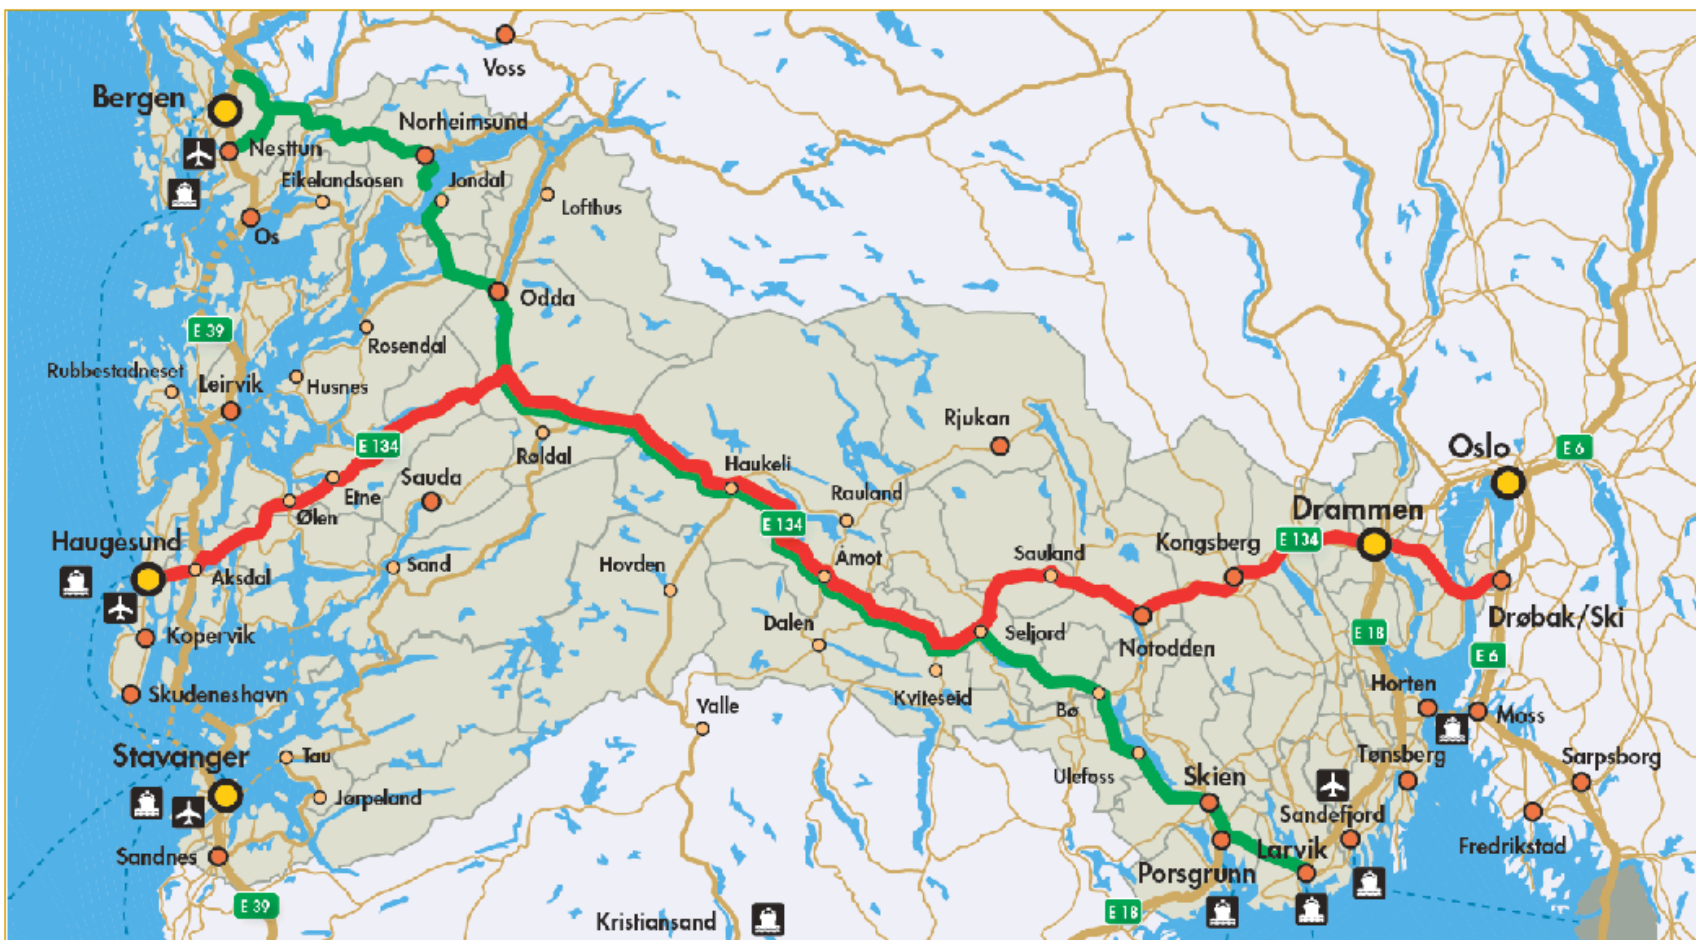 Voss
Bergen
Norheimsund
Nesttun
Eikelandsosen
Jondal
Lofthus
Os
Odda
E 39
Rosendal
Rubbestadneset
Leirvik
Husnes
E 134
Røldal
Rjukan
Oslo
E 6
Haukeli
Sauda
Etne
Rauland
Ølen
Drammen
E 134
Haugesund
Kongsberg
E 134
Sauland
Åmot
Hovden
Sand
Aksdal
Drøbak/Ski
Dalen
Seljord
Notodden
E 18
Kopervik
E 6
Skudeneshavn
Kviteseid
Horten
Valle
Bø
Moss
Stavanger
Tau
Tønsberg
Sarpsborg
Ulefoss
Skien
Jørpeland
Sandefjord
Sandnes
Larvik
Fredrikstad
Porsgrunn
E 39
E 18
Kristiansand